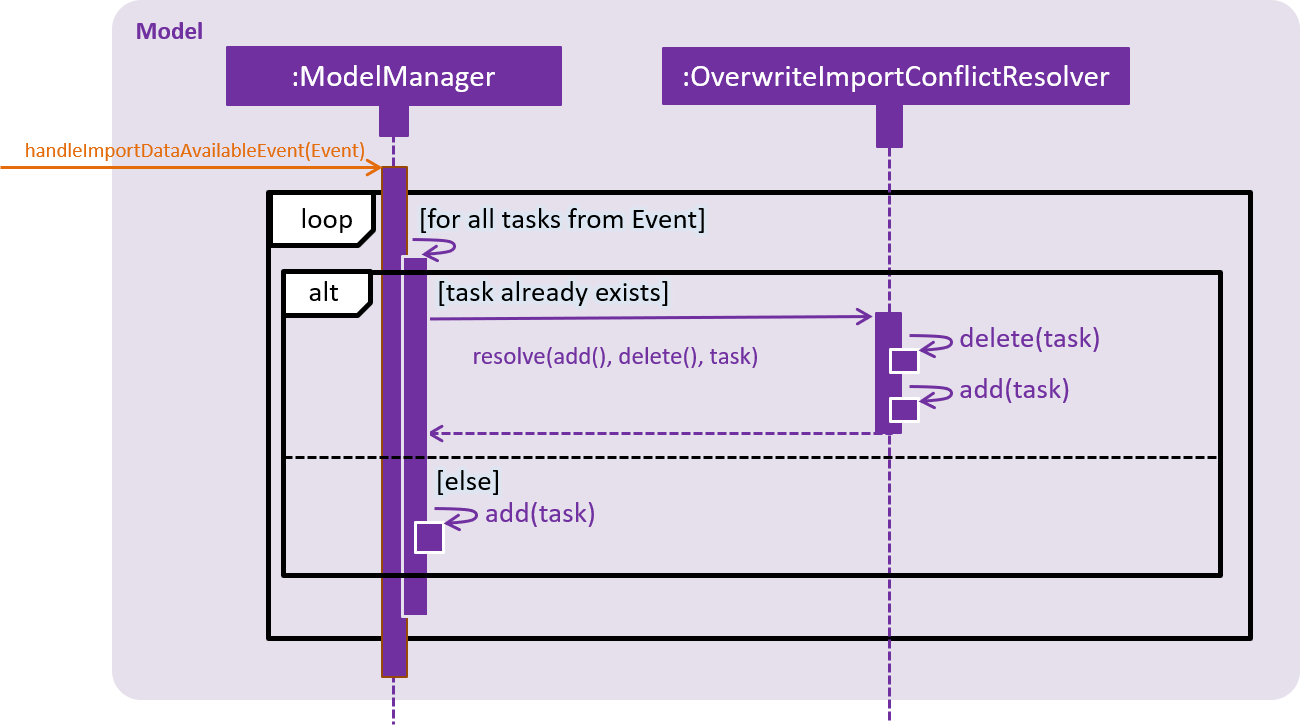 Model
:ModelManager
:OverwriteImportConflictResolver
handleImportDataAvailableEvent(Event)
loop
[for all tasks from Event]
alt
[task already exists]
resolve(add(), delete(), task)
delete(task)
add(task)
[else]
add(task)